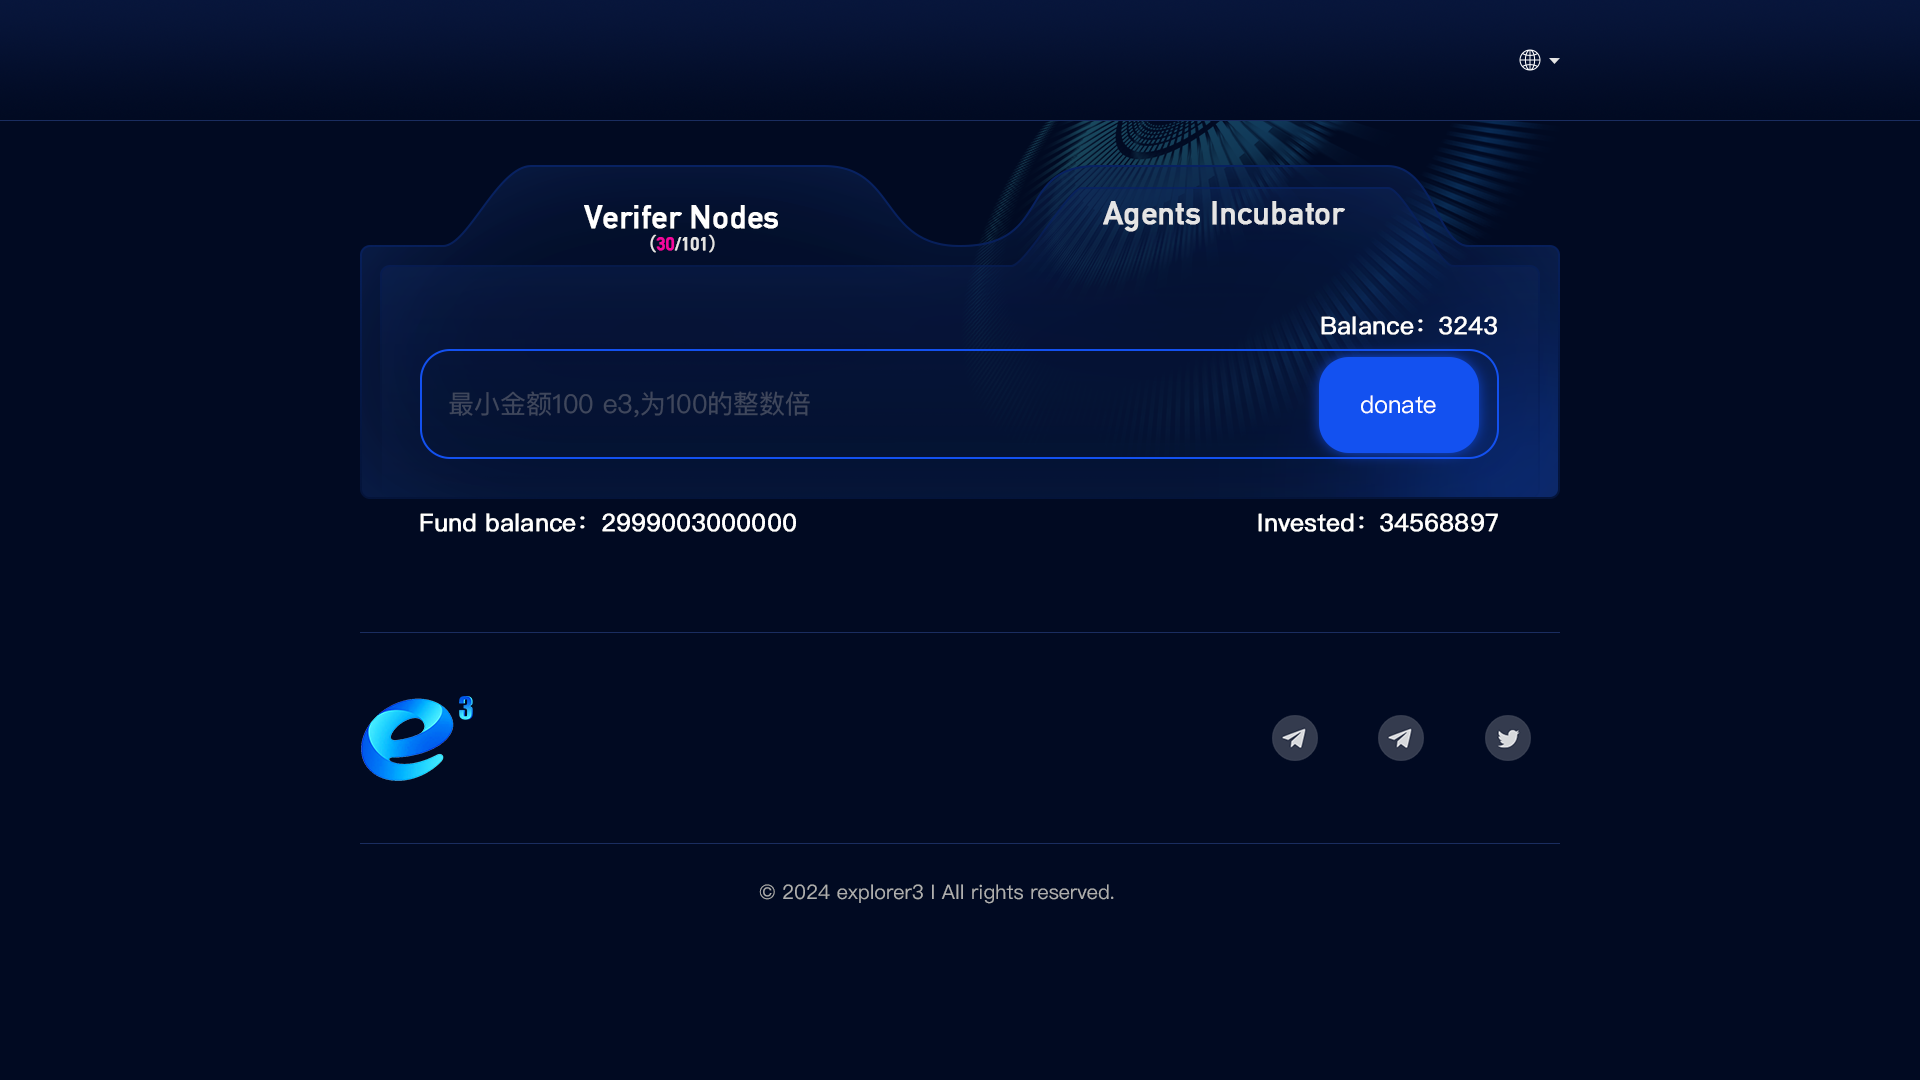 Verifer Nodes
(30/101)
Agents Incubator
Balance：3243
最小金额100 e3,为100的整数倍
donate
Fund balance：2999003000000
Invested：34568897
e3
© 2024 explorer3 I All rights reserved.